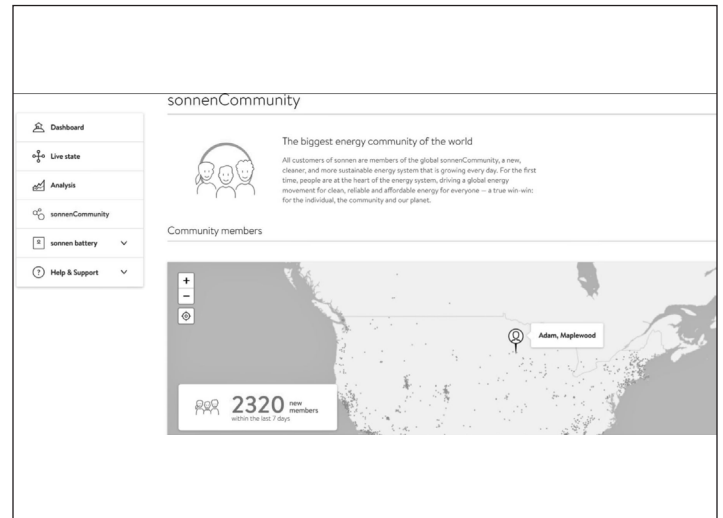 sonnenCommunity
Dashboard
Live state
Analysis
sonnenCommunity
sonnen battery
Help & Support
The biggest energy community of the world
All customers of sonnen are members of the global sonnenCommunity, a new,
cleaner, and more sustainable energy system that is growing every day. For the first
time, people are at the heart of the energy system, driving a global energy
movement for clean, reliable and affordable energy for everyone — a true win-win:
for the individual, the community and our planet.
Community members
+
−
Adam, Maplewood
2320 new members
within the last 7 days